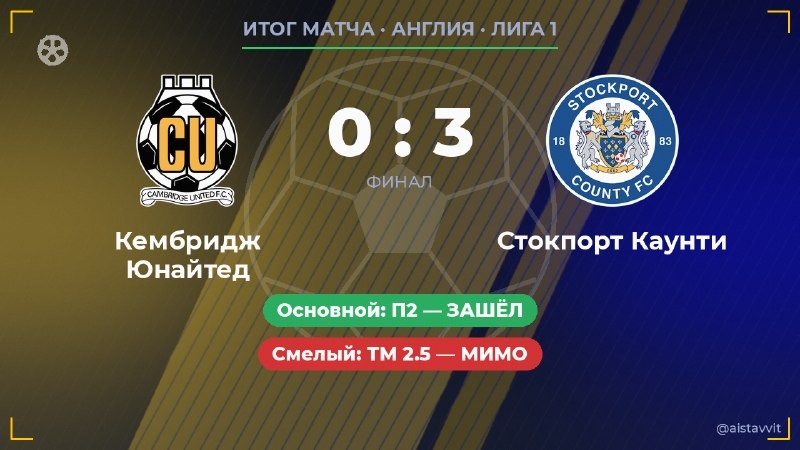 ИТОГ МАТЧА · АНГЛИЯ · ЛИГА 1
CU
CAMBRIDGE UNITED F.C.
0 : 3
ФИНАЛ
STOCKPORT
18 83
COUNTY FC
Кембридж
Юнайтед
Стокпорт Каунти
Основной: П2 — ЗАШЁЛ
Смелый: ТМ 2.5 — МИМО
@aistavvit